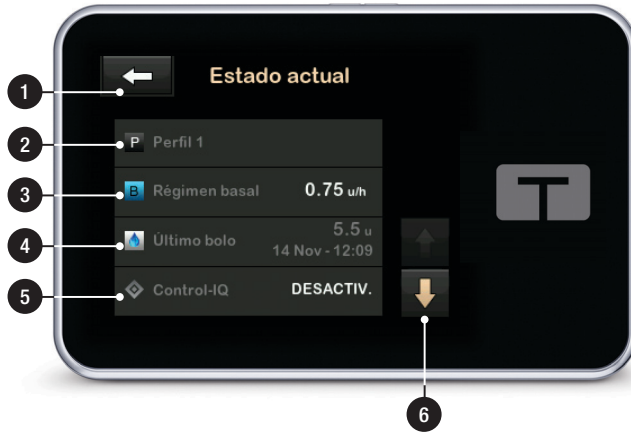 Estado actual
1
2
P Perfil 1
3
B Régimen basal 0.75 u/h
4
Último bolo 5.5 u
14 Nov - 12:09
5
Control-IQ DESACTIV.
6
T